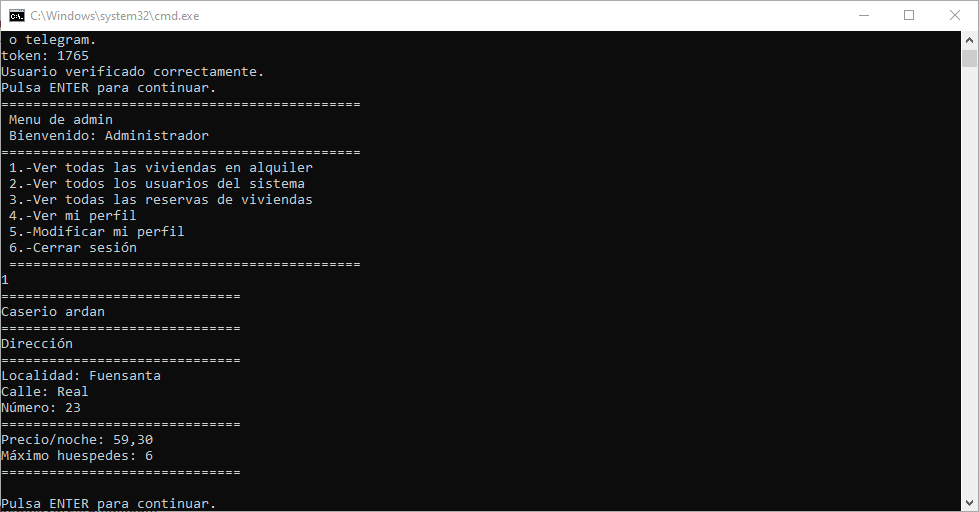 C:\Windows\system32\cmd.exe
 o telegram.
token: 1765
Usuario verificado correctamente.
Pulsa ENTER para continuar.
=============================================
 Menu de admin
 Bienvenido: Administrador
=============================================
 1.-Ver todas las viviendas en alquiler
 2.-Ver todos los usuarios del sistema
 3.-Ver todas las reservas de viviendas
 4.-Ver mi perfil
 5.-Modificar mi perfil
 6.-Cerrar sesión
 ============================================
1
==============================
Caserio ardan
==============================
Dirección
==============================
Localidad: Fuensanta
Calle: Real
Número: 23
==============================
Precio/noche: 59,30
Máximo huespedes: 6
==============================

Pulsa ENTER para continuar.